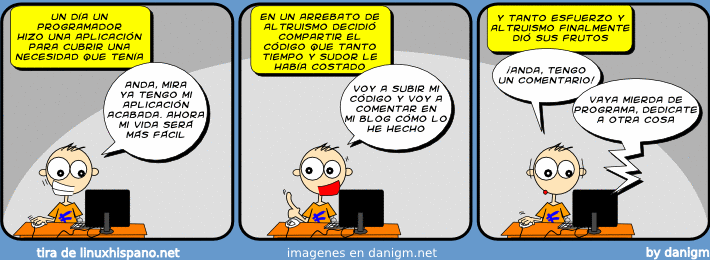 UN DÍA UN
PROGRAMADOR
HIZO UNA APLICACIÓN
PARA CUBRIR UNA
NECESIDAD QUE TENÍA
ANDA, MIRA
YA TENGO MI
APLICACIÓN
ACABADA. AHORA
MI VIDA SERÁ
MÁS FÁCIL
EN UN ARREBATO DE
ALTRUISMO DECIDIÓ
COMPARTIR EL
CÓDIGO QUE TANTO
TIEMPO Y SUDOR LE
HABÍA COSTADO
VOY A SUBIR MI
CÓDIGO Y VOY A
COMENTAR EN
MI BLOG CÓMO LO
HE HECHO
Y TANTO ESFUERZO Y
ALTRUISMO FINALMENTE
DIÓ SUS FRUTOS
¡ANDA, TENGO
UN COMENTARIO!
VAYA MIERDA DE
PROGRAMA, DEDICATE
A OTRA COSA
tira de linuxhispano.net
imagenes en danigm.net
by danigm